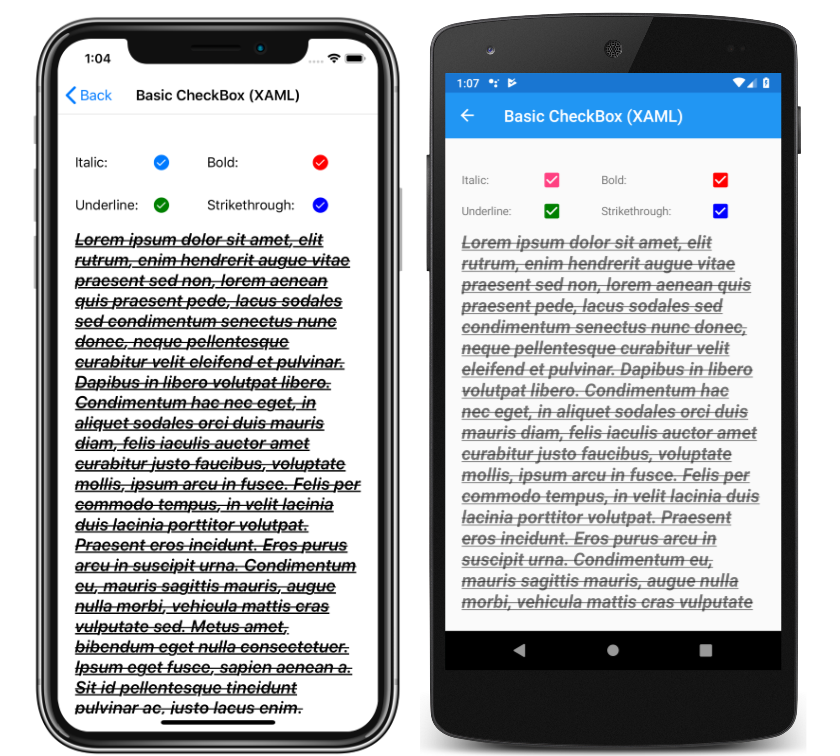 1:04
Back Basic CheckBox (XAML)
Italic: Bold:
Underline: Strikethrough:
Lorem ipsum dolor sit amet, elit
rutrum, enim hendrerit augue vitae
praesent sed non, lorem aenean
quis praesent pede, lacus sodales
sed condimentum senectus nunc
donec, neque pellentesque
curabitur velit eleifend et pulvinar.
Dapibus in libero volutpat libero.
Condimentum hac nec eget, in
aliquet sodales orci duis mauris
diam, felis iaculis auctor amet
curabitur justo faucibus, voluptate
mollis, ipsum arcu in fusce. Felis per
commodo tempus, in velit lacinia
duis lacinia porttitor volutpat.
Praesent eros incidunt. Eros purus
arcu in suscipit urna. Condimentum
eu, mauris sagittis mauris, augue
nulla morbi, vehicula mattis cras
vulputate sed. Metus amet,
bibendum eget nulla consectetuer.
Ipsum eget fusce, sapien aenean a.
Sit id pellentesque tincidunt
pulvinar ac, justo lacus enim.
1:07
Basic CheckBox (XAML)
Italic: Bold:
Underline: Strikethrough:
Lorem ipsum dolor sit amet, elit
rutrum, enim hendrerit augue vitae
praesent sed non, lorem aenean quis
praesent pede, lacus sodales sed
condimentum senectus nunc donec,
neque pellentesque curabitur velit
eleifend et pulvinar. Dapibus in libero
volutpat libero. Condimentum hac
nec eget, in aliquet sodales orci duis
mauris diam, felis iaculis auctor amet
curabitur justo faucibus, voluptate
mollis, ipsum arcu in fusce. Felis per
commodo tempus, in velit lacinia duis
lacinia porttitor volutpat. Praesent
eros incidunt. Eros purus arcu in
suscipit urna. Condimentum eu,
mauris sagittis mauris, augue nulla
morbi, vehicula mattis cras vulputate